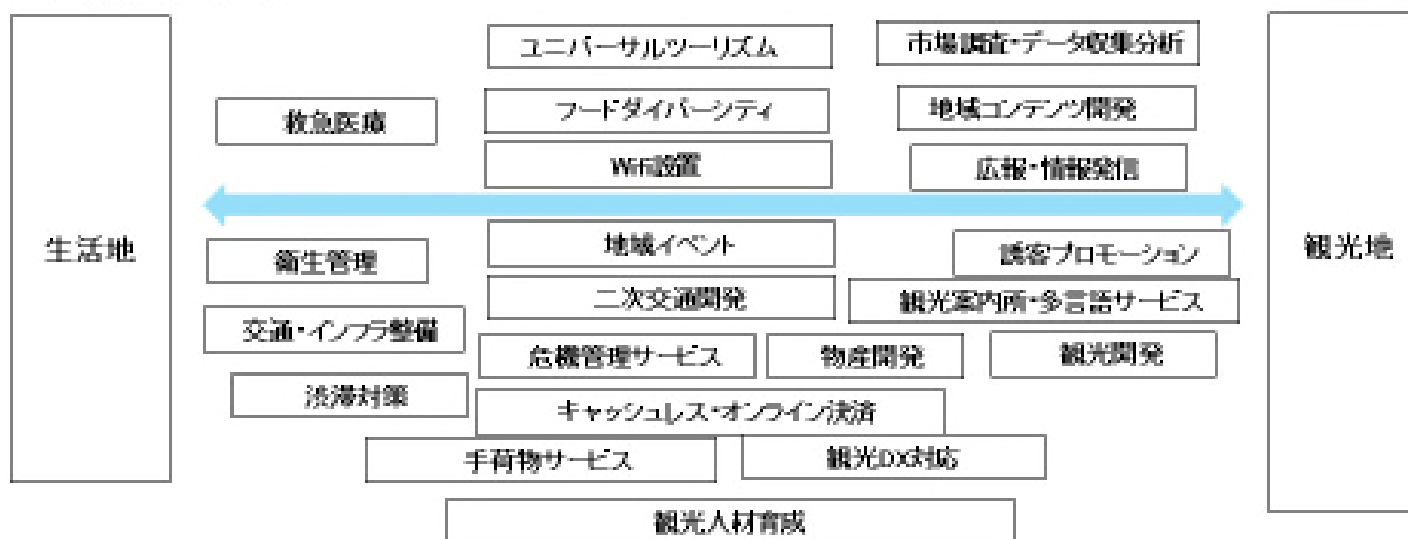 生活地
救急医療
衛生管理
交通・インフラ整備
渋滞対策
ユニバーサルツーリズム
フードダイバーシティ
Wifi設置
地域イベント
二次交通開発
危機管理サービス
物産開発
キャッシュレス・オンライン決済
手荷物サービス
観光DX対応
観光人材育成
市場調査・データ収集分析
地域コンテンツ開発
広報・情報発信
誘客プロモーション
観光案内所・多言語サービス
観光開発
観光地